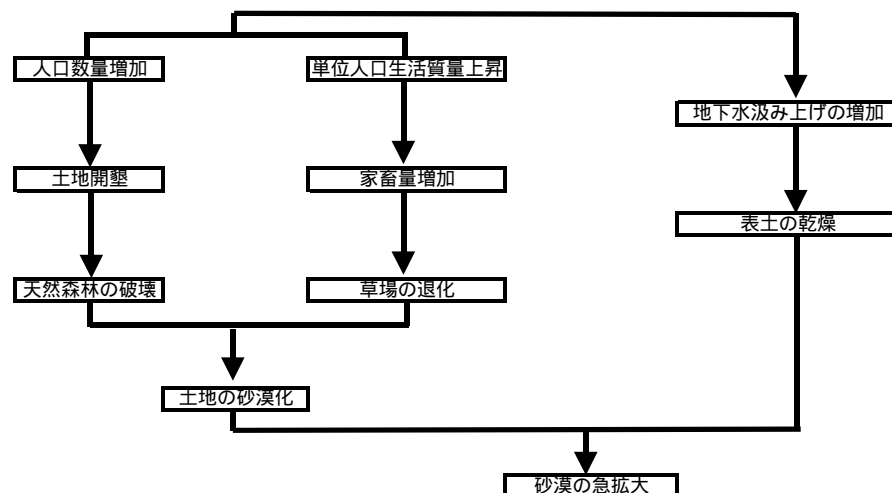 人口数量増加
単位人口生活質量上昇
地下水汲み上げの増加
土地開墾
家畜量増加
表土の乾燥
天然森林の破壊
草場の退化
土地の砂漠化
砂漠の急拡大